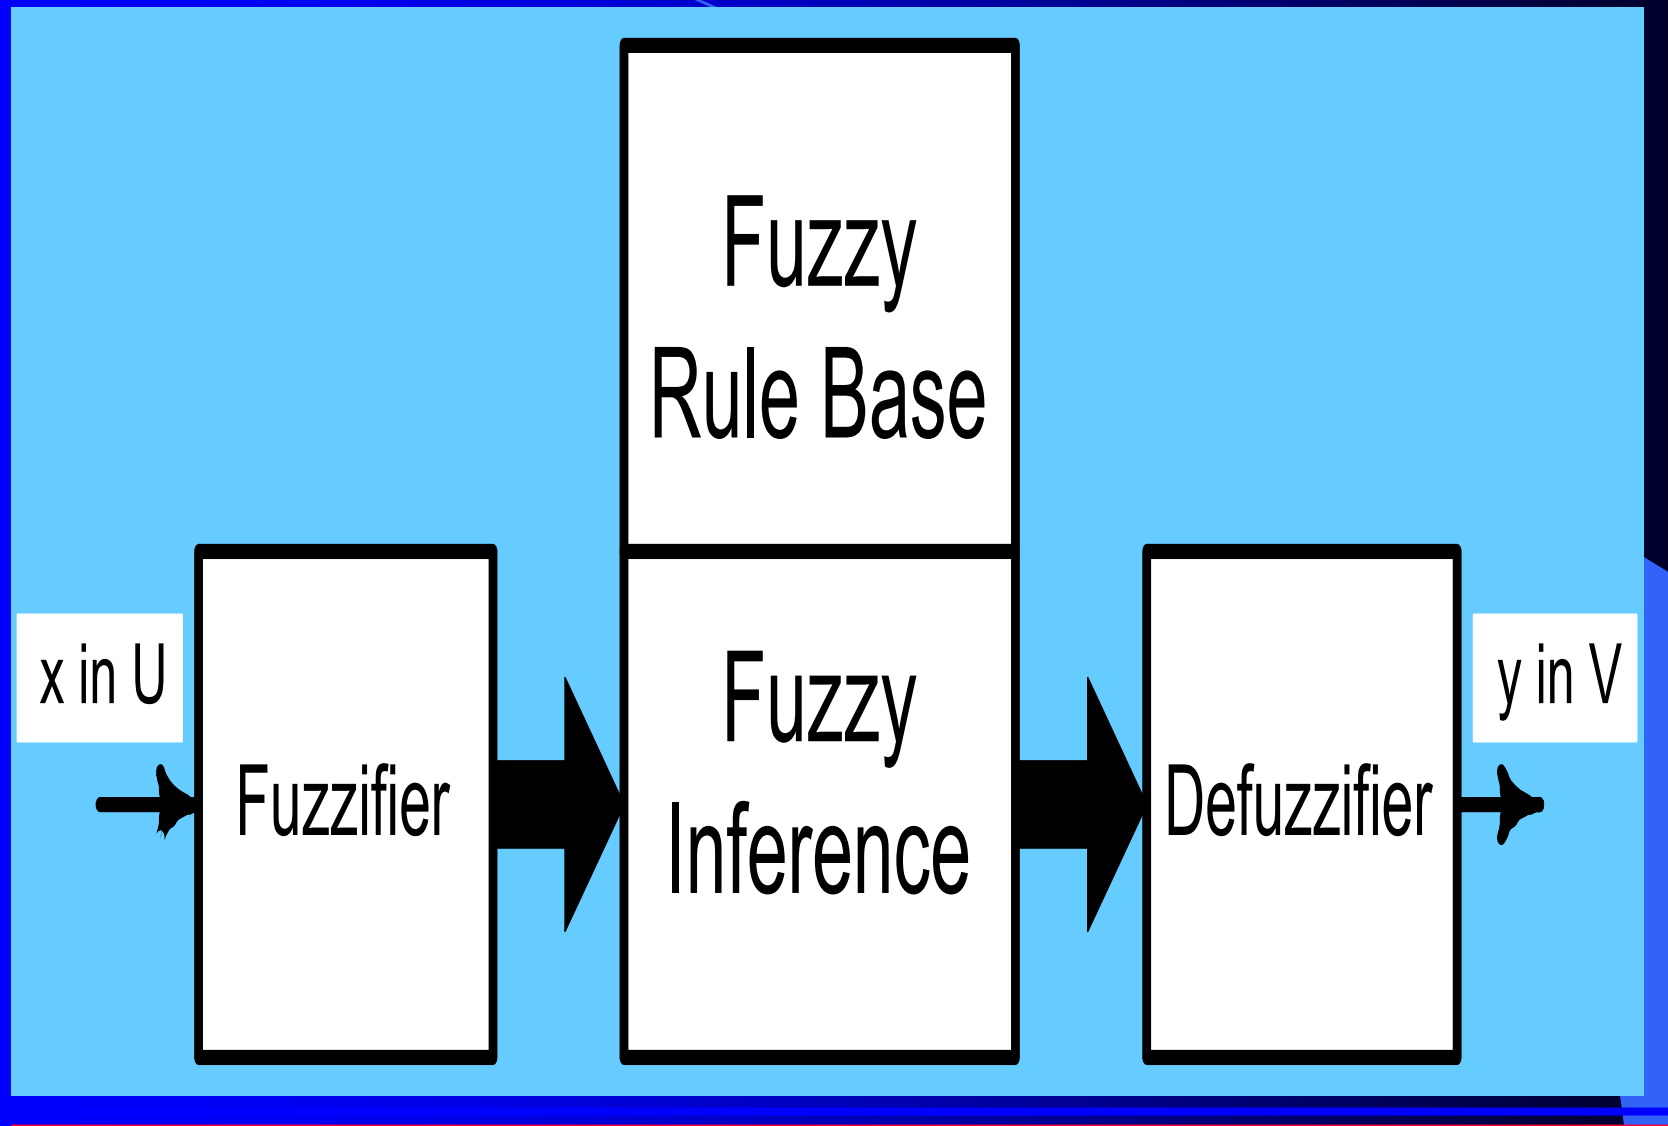 Fuzzy
Rule Base
x in U
Fuzzifier
Fuzzy
Inference
Defuzzifier
y in V